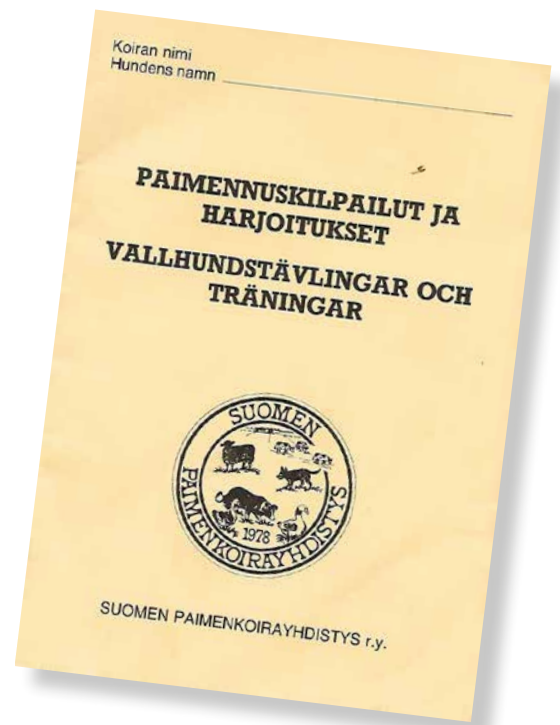 Koiran nimi
Hundens namn
PAIMENNUSKILPAILUT JA
HARJOITUKSET
VALLHUNDSTÄVLINGAR OCH
TRÄNINGAR
SUOMEN
PAIMENKOIRAYHDISTYS
1978
SUOMEN PAIMENKOIRAYHDISTYS r.y.